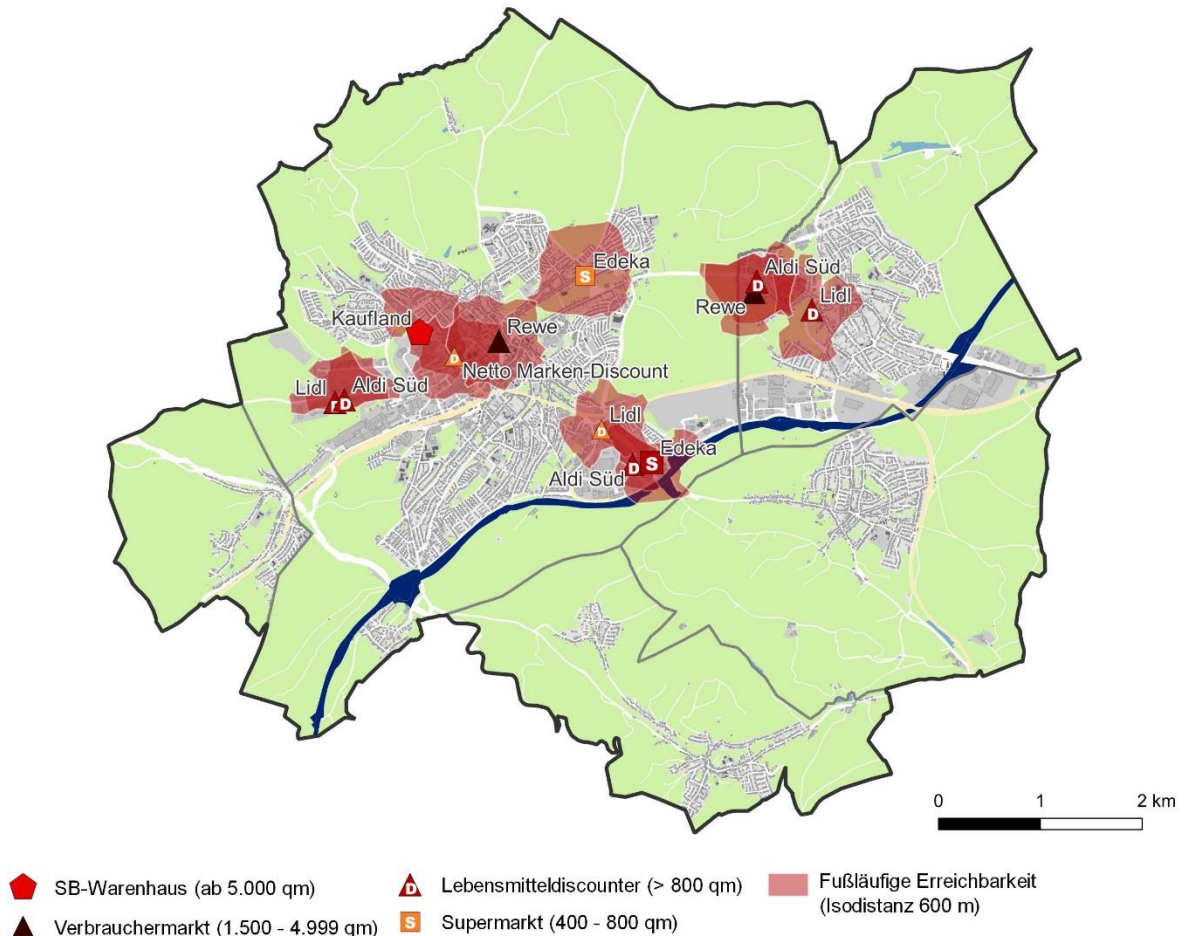 Edeka
S
Aldi Süd
D
Rewe
Lidl
D
Kaufland
Rewe
D
Netto Marken-Discount
Lidl
Aldi Süd
r
D
Lidl
D
Edeka
S
Aldi Süd
D
0 1 2 km
SB-Warenhaus (ab 5.000 qm)
Verbrauchermarkt (1.500 - 4.999 qm)
D Lebensmitteldiscounter (> 800 qm)
S Supermarkt (400 - 800 qm)
Fußläufige Erreichbarkeit
(Isodistanz 600 m)